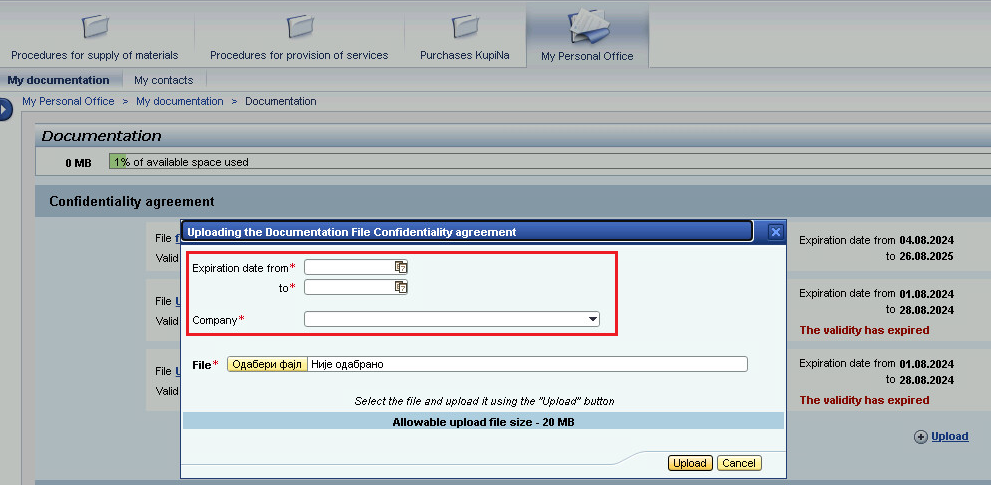 Procedures for supply of materials
Procedures for provision of services
Purchases KupiNa
My Personal Office
My documentation
My contacts
My Personal Office > My documentation > Documentation
Documentation
0 MB
1% of available space used
Confidentiality agreement
Uploading the Documentation File Confidentiality agreement
File
Valid
Expiration date from 04.08.2024
to 26.08.2025
File
Valid
Expiration date from 01.08.2024
to 28.08.2024
The validity has expired
File
Valid
Expiration date from 01.08.2024
to 28.08.2024
The validity has expired
Upload
Expiration date from*
to*
Company*
File* Одабери фајл Није одабрано
Select the file and upload it using the "Upload" button
Allowable upload file size - 20 MB
Upload
Cancel